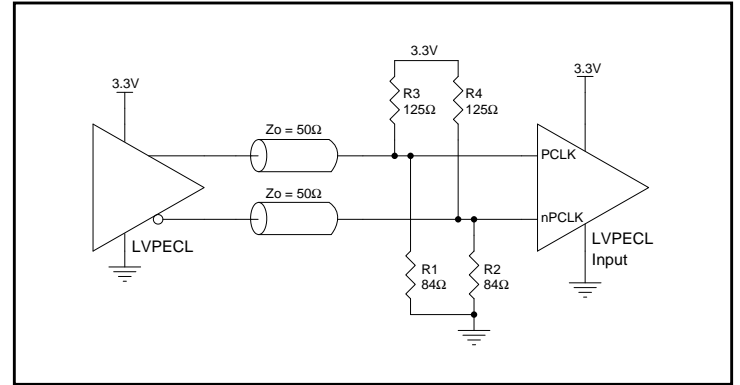 3.3V
3.3V
3.3V
R3
125Ω
R4
125Ω
Zo = 50Ω
PCLK
Zo = 50Ω
nPCLK
LVPECL
LVPECL
Input
R1
84Ω
R2
84Ω